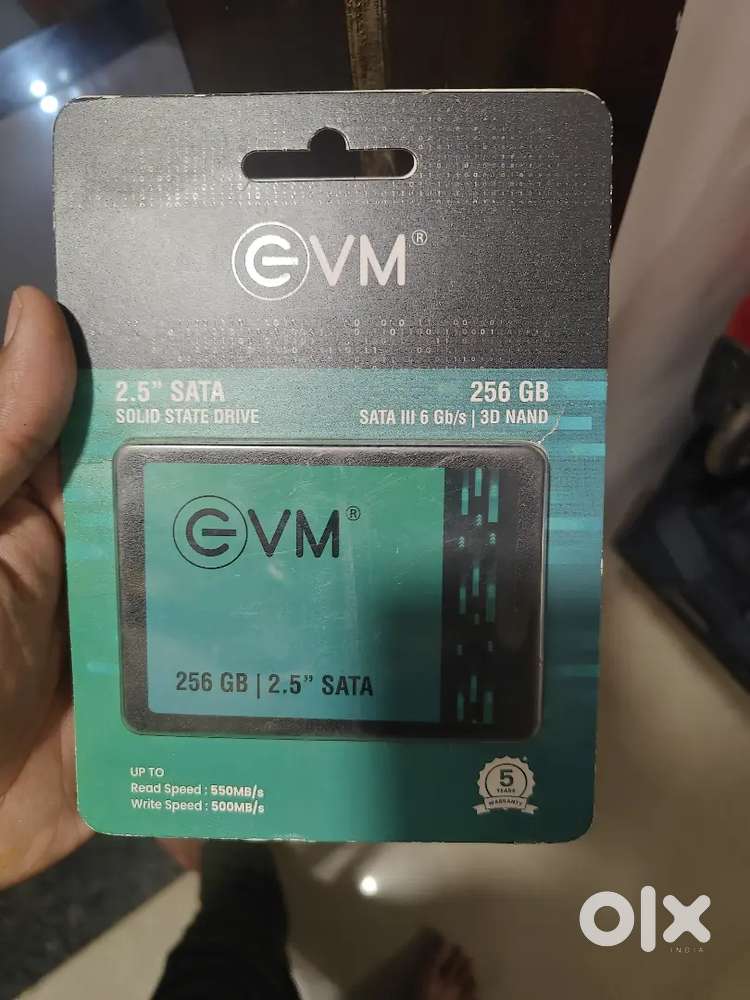 EVM®
2.5” SATA
SOLID STATE DRIVE
256 GB
SATA III 6 Gb/s | 3D NAND
EVM®
256 GB | 2.5” SATA
UP TO
Read Speed : 550MB/s
Write Speed : 500MB/s
5
YEARS
WARRANTY
olx
INDIA